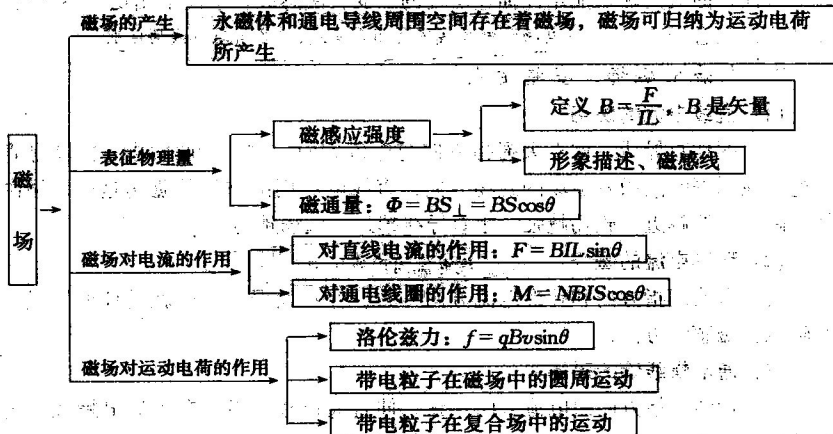 磁场的产生
永磁体和通电导线周围空间存在着磁场，磁场可归纳为运动电荷
所产生
磁场
表征物理量
磁感应强度
定义 B=F/IL，B 是矢量
形象描述、磁感线
磁通量：Φ=BS⊥=BScosθ
磁场对电流的作用
对直线电流的作用：F=BILsinθ
对通电线圈的作用：M=NBIScosθ
磁场对运动电荷的作用
洛伦兹力：f=qBvsinθ
带电粒子在磁场中的圆周运动
带电粒子在复合场中的运动